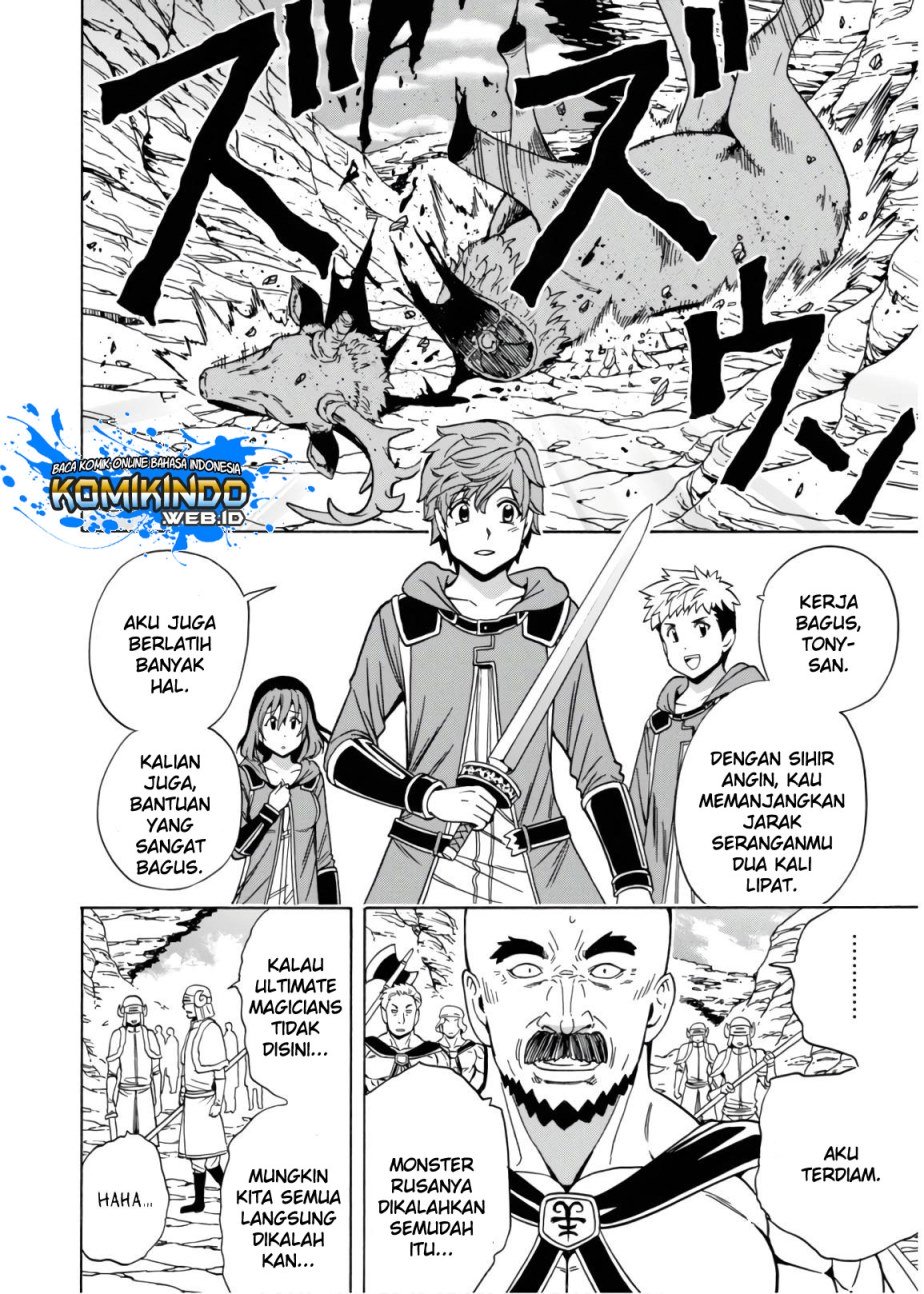 ズズウン
BACA KOMIK ONLINE BAHASA INDONESIA
KOMIKINDO
WEB.ID
KERJA
BAGUS,
TONY-
SAN.
DENGAN SIHIR
ANGIN, KAU
MEMANJANGKAN
JARAK
SERANGANMU
DUA KALI
LIPAT.
AKU JUGA
BERLATIH
BANYAK
HAL.
KALIAN
JUGA,
BANTUAN
YANG
SANGAT
BAGUS.
.........
AKU
TERDIAM.
MONSTER
RUSANYA
DIKALAHKAN
SEMUDAH
ITU...
KALAU
ULTIMATE
MAGICIANS
TIDAK
DISINI...
MUNGKIN
KITA SEMUA
LANGSUNG
DIKALAH
KAN...
HAHA...